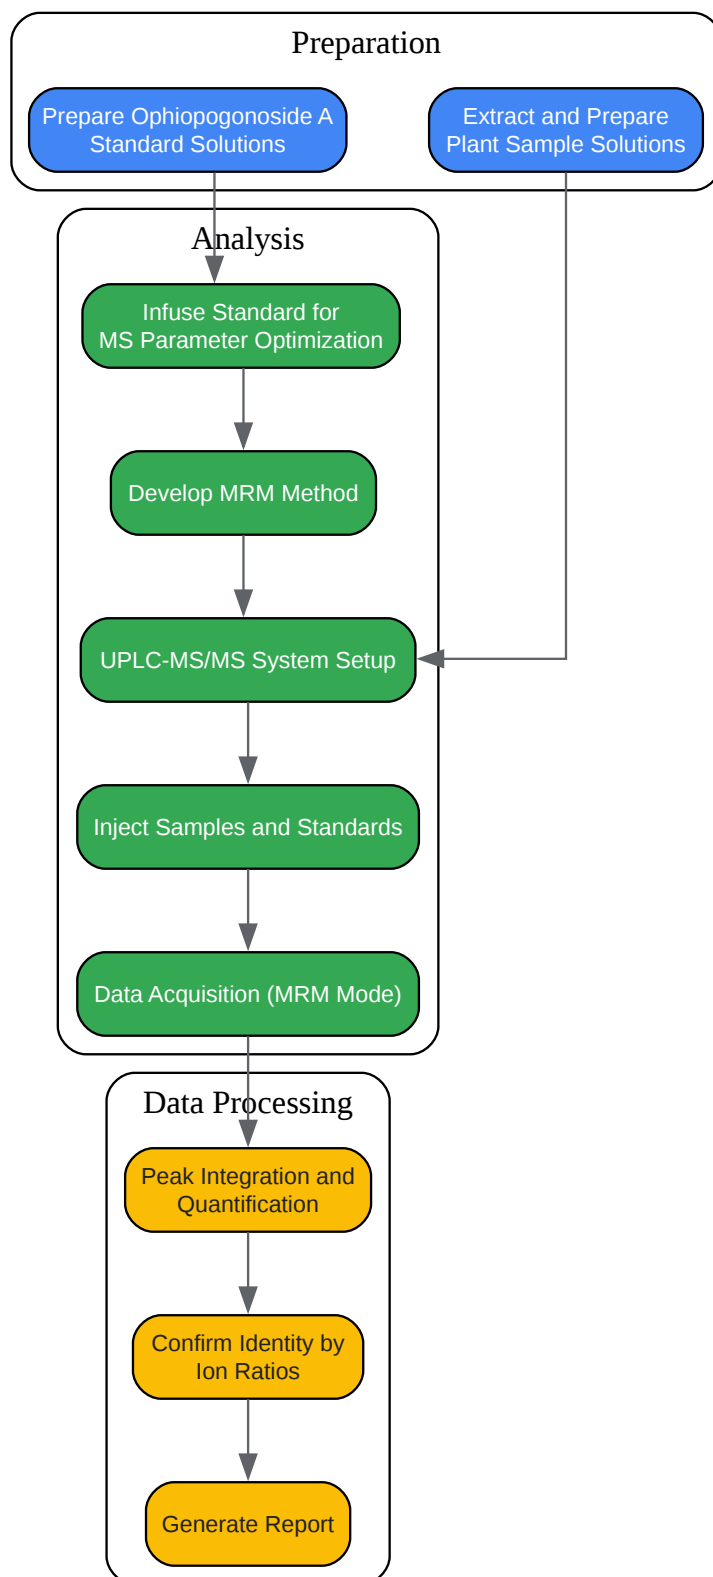 Preparation
Prepare Ophiopogonoside A
Standard Solutions
Extract and Prepare
Plant Sample Solutions
Analysis
Infuse Standard for
MS Parameter Optimization
Develop MRM Method
UPLC-MS/MS System Setup
Inject Samples and Standards
Data Acquisition (MRM Mode)
Data Processing
Peak Integration and
Quantification
Confirm Identity by
Ion Ratios
Generate Report